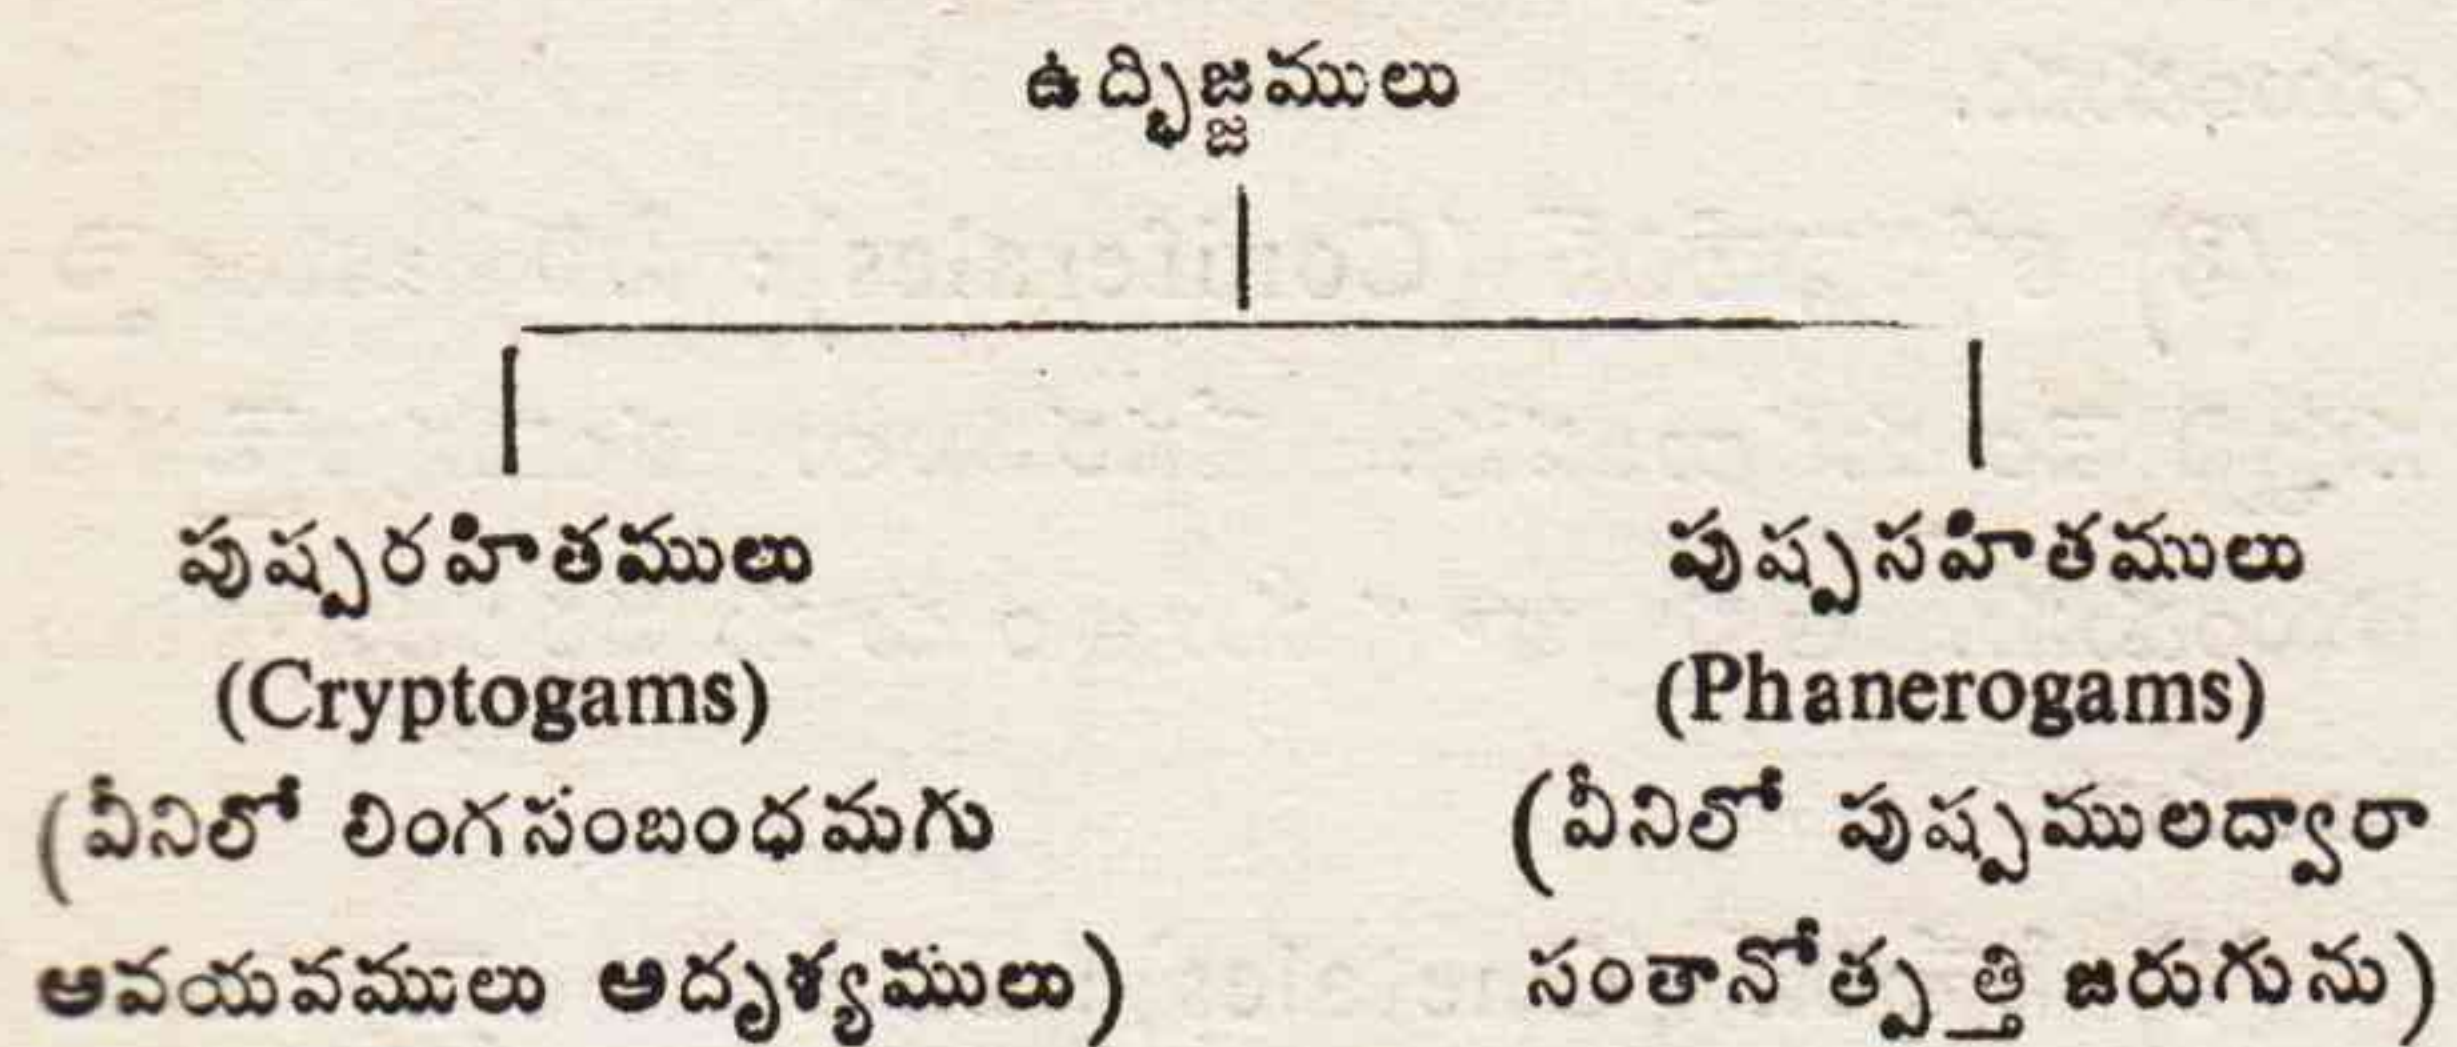 ఉద్భిజ్జములు
పుష్పరహితములు
(Cryptogams)
(వీనిలో లింగసంబంధమగు
అవయవములు అదృశ్యములు)
పుష్పసహితములు
(Phanerogams)
(వీనిలో పుష్పములద్వారా
సంతానోత్పత్తి జరుగును)